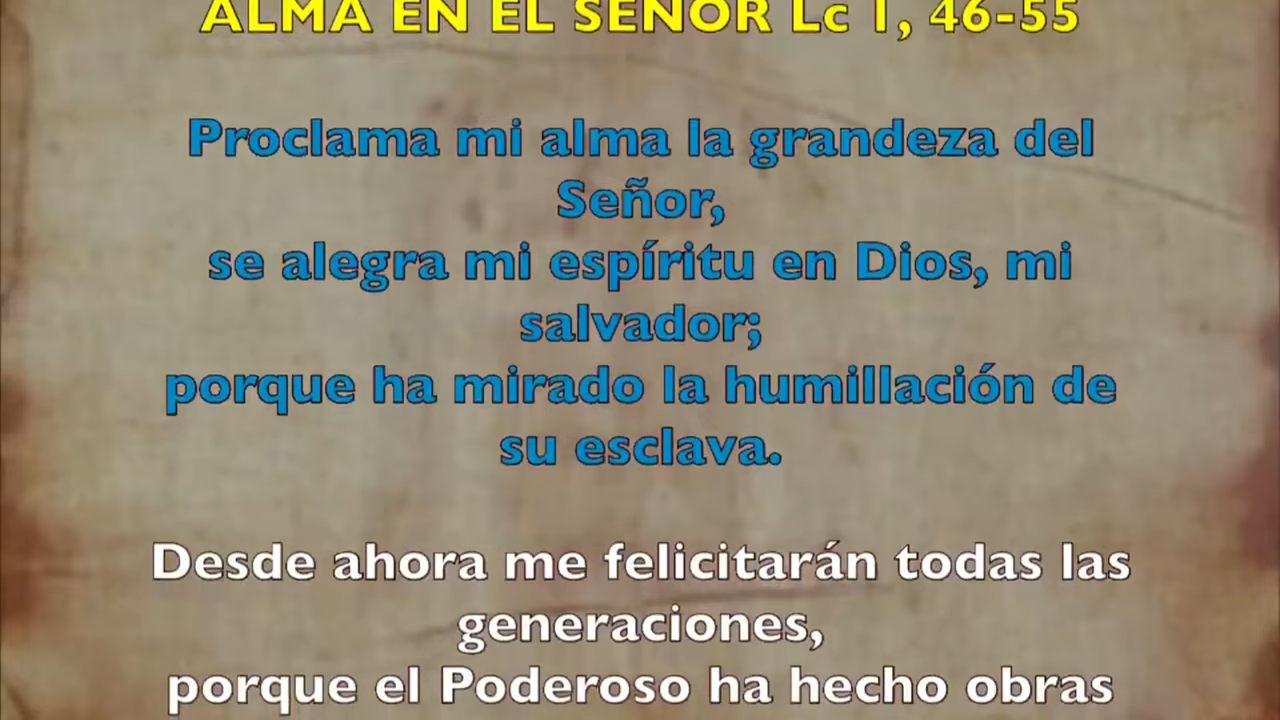 ALMA EN EL SEÑOR Lc 1, 46-55
Proclama mi alma la grandeza del
Señor,
se alegra mi espíritu en Dios, mi
salvador;
porque ha mirado la humillación de
su esclava.
Desde ahora me felicitarán todas las
generaciones,
porque el Poderoso ha hecho obras